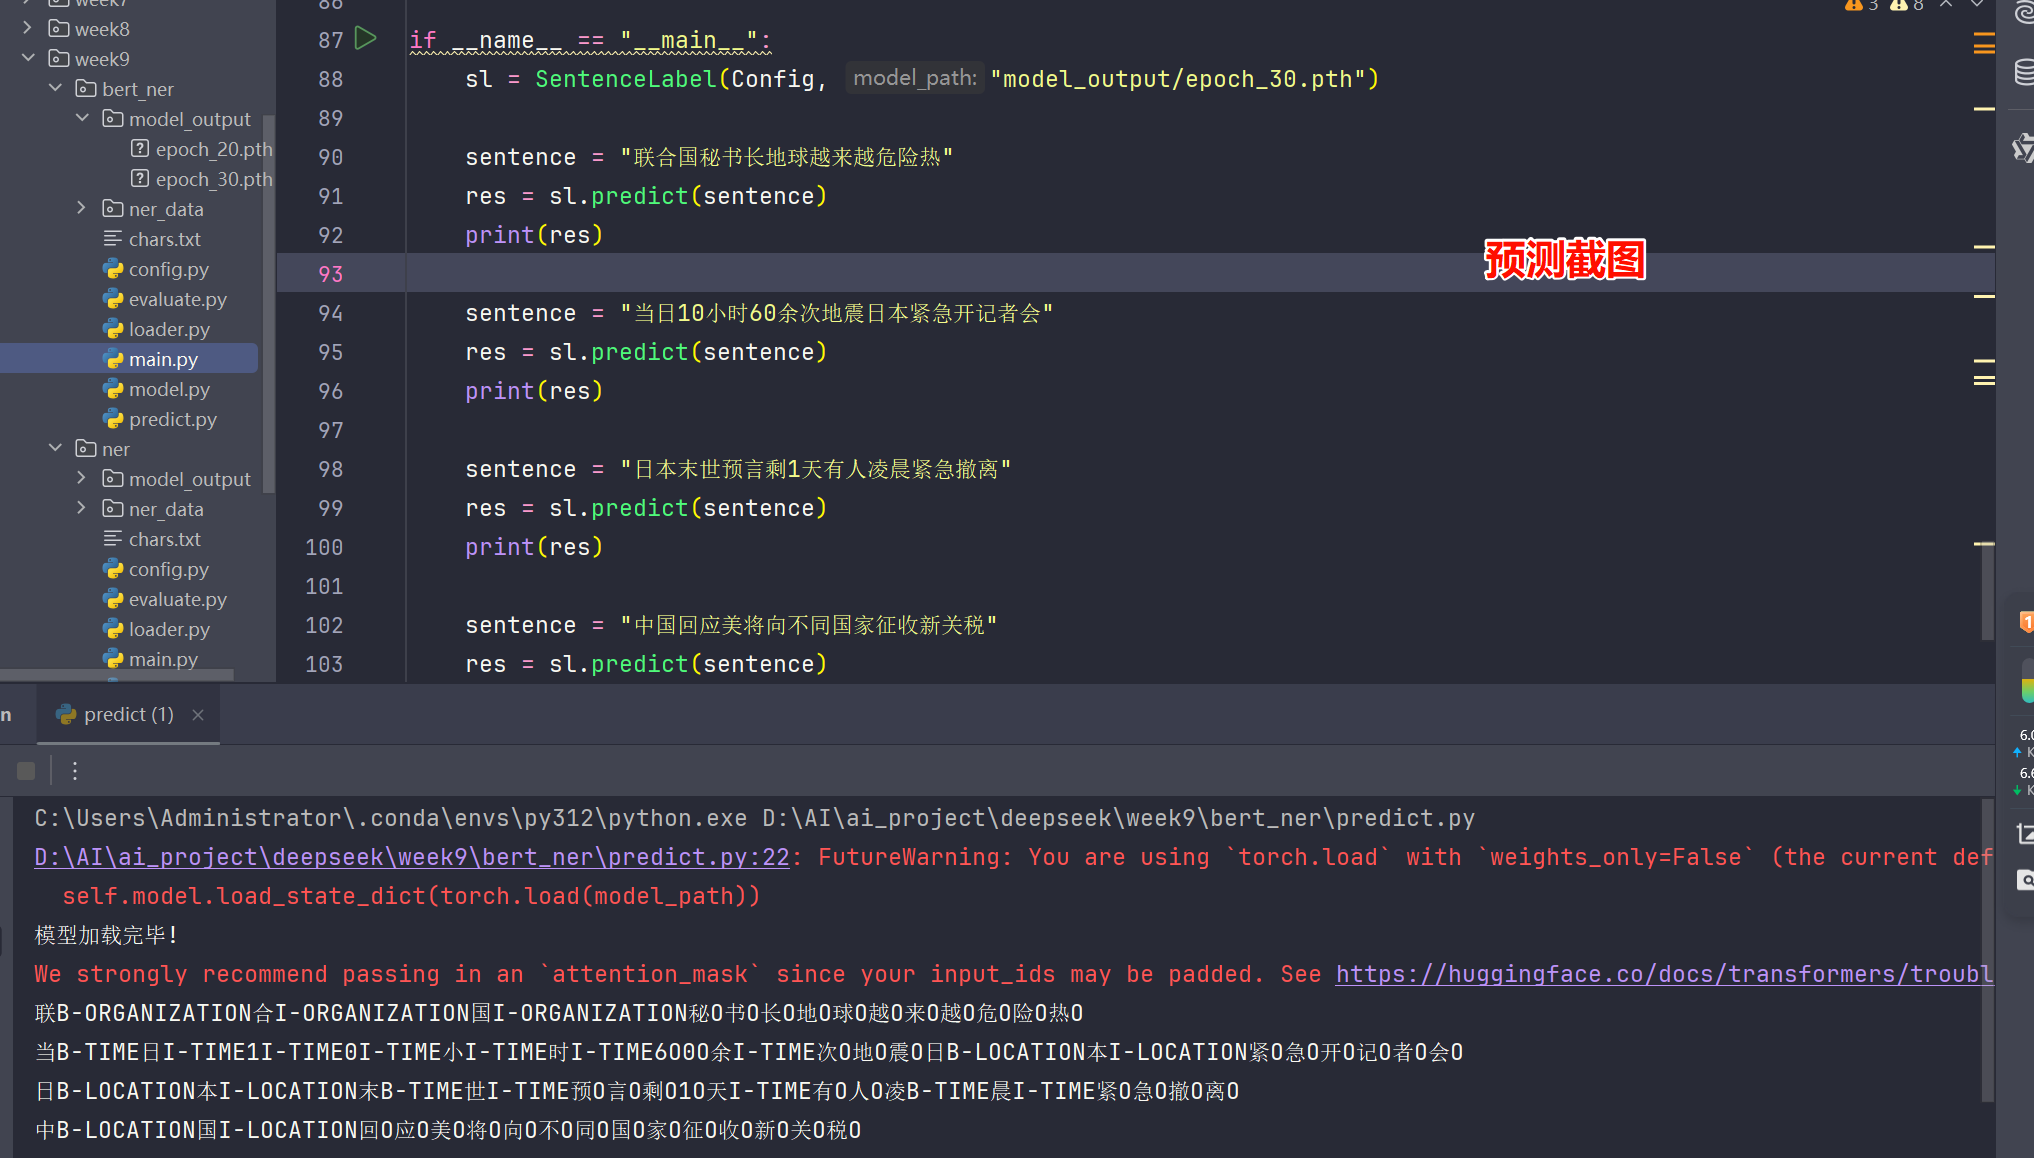 week7
week8
week9
bert_ner
model_output
epoch_20.pth
epoch_30.pth
ner_data
chars.txt
config.py
evaluate.py
loader.py
main.py
model.py
predict.py
ner
model_output
ner_data
chars.txt
config.py
evaluate.py
loader.py
main.py
3 8
86
87 if __name__ == "__main__":
88 sl = SentenceLabel(Config, model_path: "model_output/epoch_30.pth")
89
90 sentence = "联合国秘书长地球越来越危险热"
91 res = sl.predict(sentence)
92 print(res)
93
预测截图
94 sentence = "当日10小时60余次地震日本紧急开记者会"
95 res = sl.predict(sentence)
96 print(res)
97
98 sentence = "日本末世预言剩1天有人凌晨紧急撤离"
99 res = sl.predict(sentence)
100 print(res)
101
102 sentence = "中国回应美将向不同国家征收新关税"
103 res = sl.predict(sentence)
n
predict (1)
C:\Users\Administrator\.conda\envs\py312\python.exe D:\AI\ai_project\deepseek\week9\bert_ner\predict.py
D:\AI\ai_project\deepseek\week9\bert_ner\predict.py:22: FutureWarning: You are using `torch.load` with `weights_only=False` (the current def
self.model.load_state_dict(torch.load(model_path))
模型加载完毕!
We strongly recommend passing in an `attention_mask` since your input_ids may be padded. See https://huggingface.co/docs/transformers/troubl
联B-ORGANIZATION合I-ORGANIZATION国I-ORGANIZATION秘O书O长O地O球O越O来O越O危O险O热O
当B-TIME日I-TIME1I-TIME0I-TIME小I-TIME时I-TIME6O0O余I-TIME次O地O震O日B-LOCATION本I-LOCATION紧O急O开O记O者O会O
日B-LOCATION本I-LOCATION末B-TIME世I-TIME预O言O剩O1O天I-TIME有O人O凌B-TIME晨I-TIME紧O急O撤O离O
中B-LOCATION国I-LOCATION回O应O美O将O向O不O同O国O家O征O收O新O关O税O